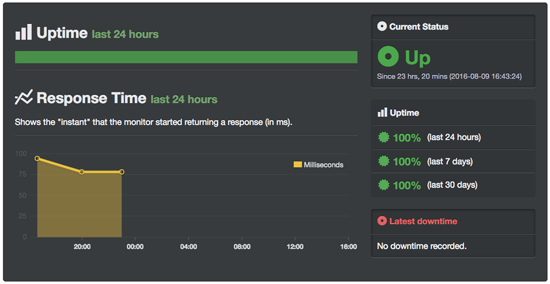 Uptime last 24 hours
Response Time last 24 hours
Shows the "instant" that the monitor started returning a response (in ms).
Milliseconds
100
75
50
25
0
20:00 00:00 04:00 08:00 12:00 16:00
Current Status
Up
Since 23 hrs, 20 mins (2016-08-09 16:43:24)
Uptime
100% (last 24 hours)
100% (last 7 days)
100% (last 30 days)
Latest downtime
No downtime recorded.